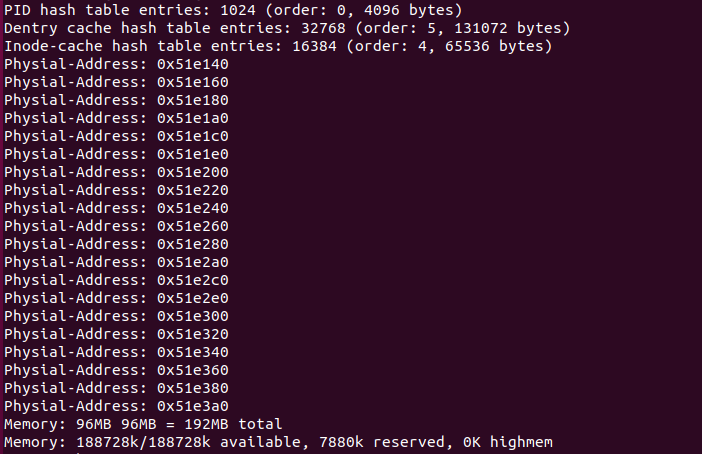 PID hash table entries: 1024 (order: 0, 4096 bytes)
Dentry cache hash table entries: 32768 (order: 5, 131072 bytes)
Inode-cache hash table entries: 16384 (order: 4, 65536 bytes)
Physial-Address: 0x51e140
Physial-Address: 0x51e160
Physial-Address: 0x51e180
Physial-Address: 0x51e1a0
Physial-Address: 0x51e1c0
Physial-Address: 0x51e1e0
Physial-Address: 0x51e200
Physial-Address: 0x51e220
Physial-Address: 0x51e240
Physial-Address: 0x51e260
Physial-Address: 0x51e280
Physial-Address: 0x51e2a0
Physial-Address: 0x51e2c0
Physial-Address: 0x51e2e0
Physial-Address: 0x51e300
Physial-Address: 0x51e320
Physial-Address: 0x51e340
Physial-Address: 0x51e360
Physial-Address: 0x51e380
Physial-Address: 0x51e3a0
Memory: 96MB 96MB = 192MB total
Memory: 188728k/188728k available, 7880k reserved, 0K highmem